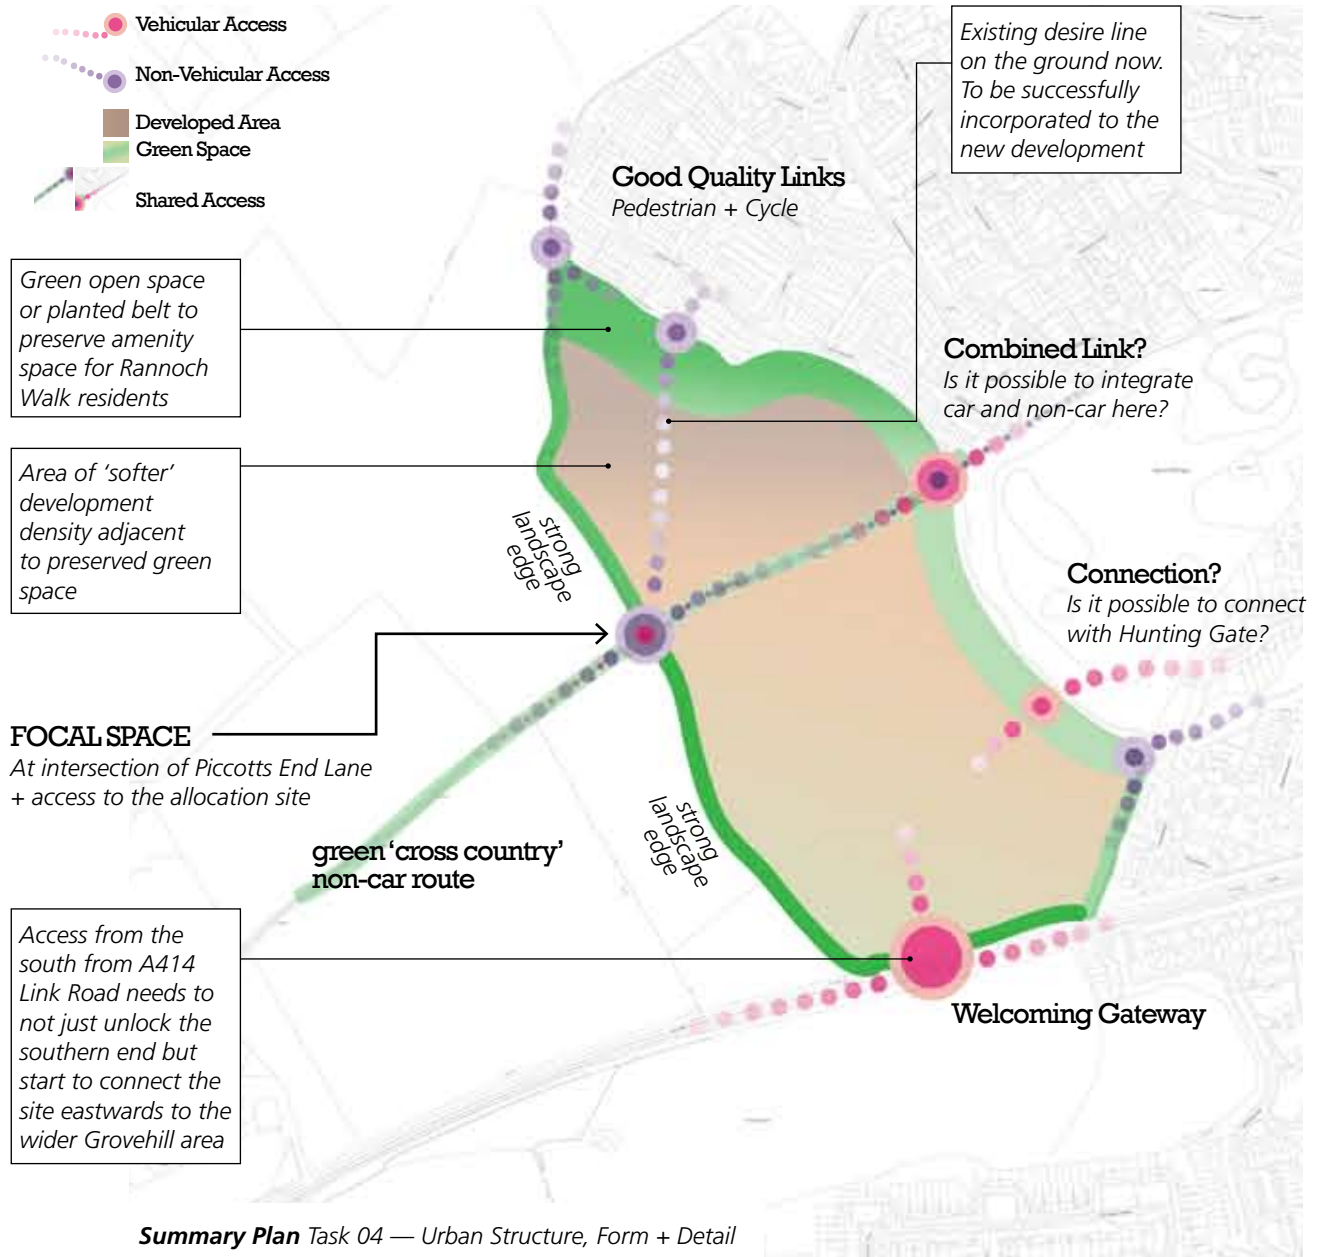 Vehicular Access
Non-Vehicular Access
Developed Area
Green Space
Shared Access
Existing desire line
on the ground now.
To be successfully
incorporated to the
new development
Good Quality Links
Pedestrian + Cycle
Green open space
or planted belt to
preserve amenity
space for Rannoch
Walk residents
Combined Link?
Is it possible to integrate
car and non-car here?
Area of ‘softer’
development
density adjacent
to preserved green
space
strong
landscape
edge
Connection?
Is it possible to connect
with Hunting Gate?
FOCAL SPACE
At intersection of Piccotts End Lane
+ access to the allocation site
strong
landscape
edge
green ‘cross country’
non-car route
Access from the
south from A414
Link Road needs to
not just unlock the
southern end but
start to connect the
site eastwards to the
wider Grovehill area
Welcoming Gateway
Summary Plan Task 04 — Urban Structure, Form + Detail